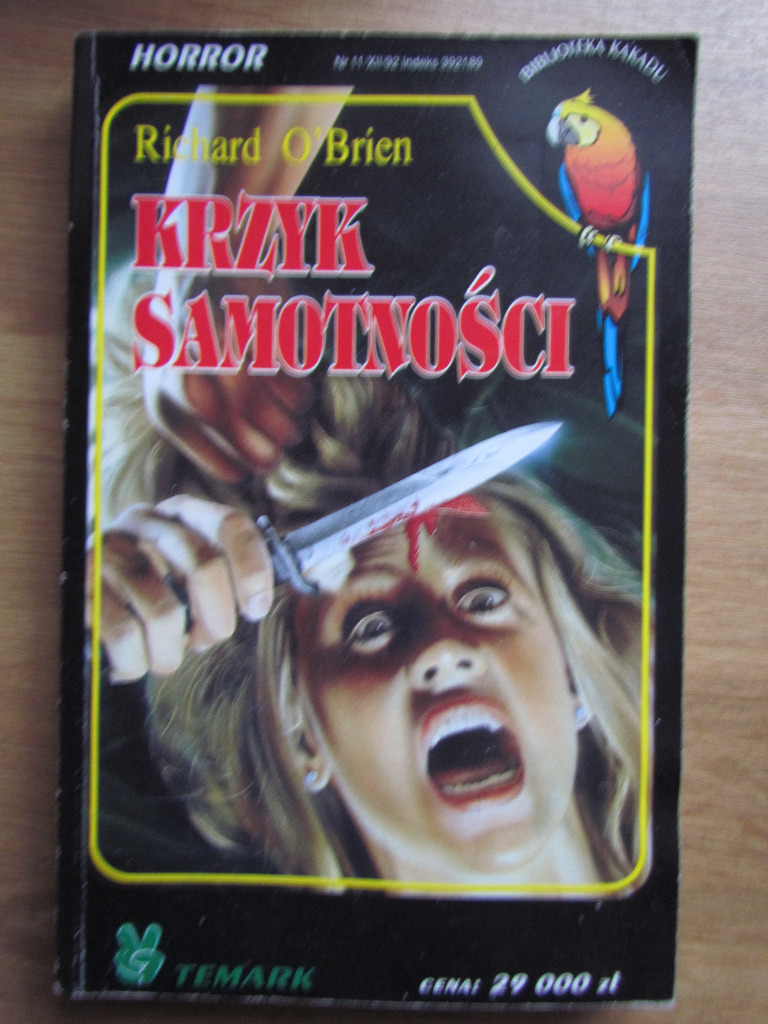 HORROR
Nr 11/XII/92 Indeks 392189
BIBLIOTEKA KAKADU
Richard O'Brien
KRZYK
SAMOTNOŚCI
TEMARK
CENA: 29 000 zł